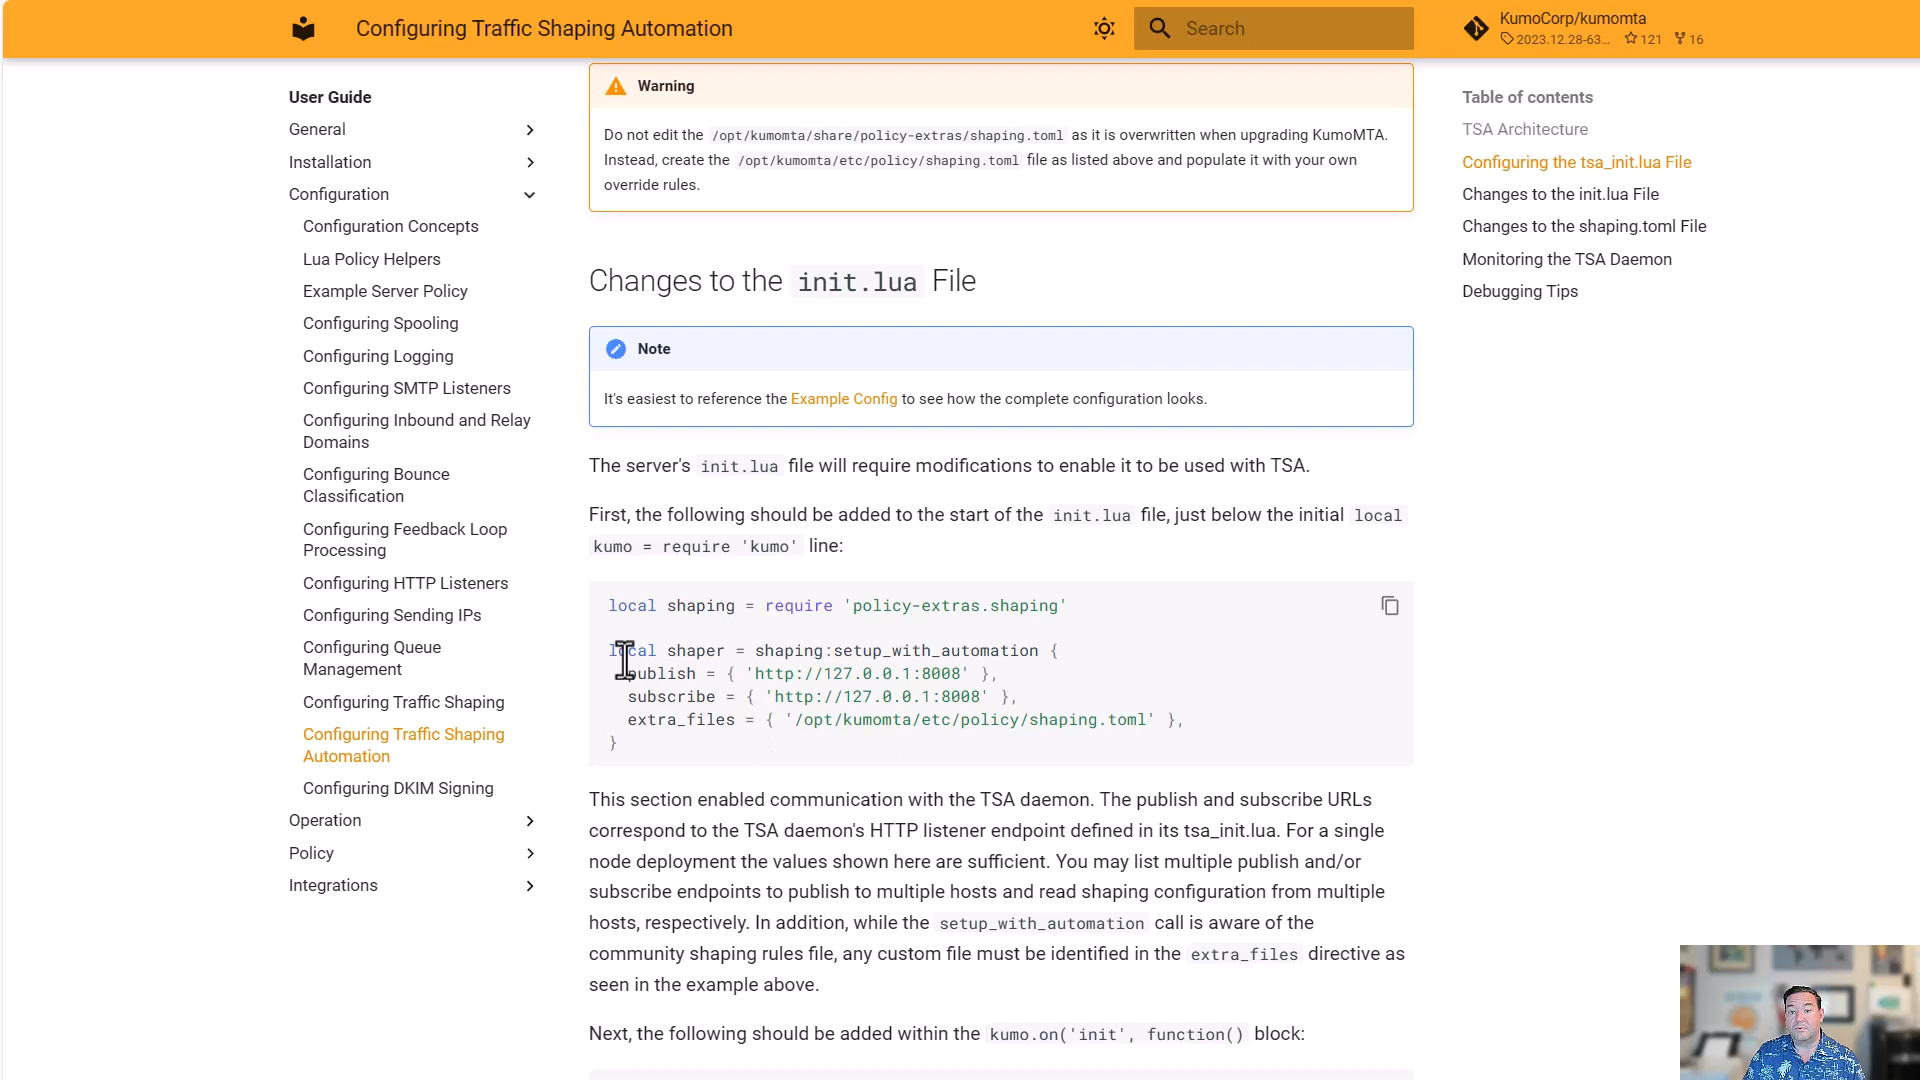 Configuring Traffic Shaping Automation
Search
KumoCorp/kumomta
2023.12.28-63... 121 16
User Guide
General
Installation
Configuration
Configuration Concepts
Lua Policy Helpers
Example Server Policy
Configuring Spooling
Configuring Logging
Configuring SMTP Listeners
Configuring Inbound and Relay
Domains
Configuring Bounce
Classification
Configuring Feedback Loop
Processing
Configuring HTTP Listeners
Configuring Sending IPs
Configuring Queue
Management
Configuring Traffic Shaping
Configuring Traffic Shaping
Automation
Configuring DKIM Signing
Operation
Policy
Integrations
Warning
Do not edit the /opt/kumomta/share/policy-extras/shaping.toml as it is overwritten when upgrading KumoMTA.
Instead, create the /opt/kumomta/etc/policy/shaping.toml file as listed above and populate it with your own
override rules.
Changes to the init.lua File
Note
It's easiest to reference the Example Config to see how the complete configuration looks.
The server's init.lua file will require modifications to enable it to be used with TSA.
First, the following should be added to the start of the init.lua file, just below the initial local
kumo = require 'kumo' line:
local shaping = require 'policy-extras.shaping'
local shaper = shaping:setup_with_automation {
publish = { 'http://127.0.0.1:8008' },
subscribe = { 'http://127.0.0.1:8008' },
extra_files = { '/opt/kumomta/etc/policy/shaping.toml' },
}
This section enabled communication with the TSA daemon. The publish and subscribe URLs
correspond to the TSA daemon's HTTP listener endpoint defined in its tsa_init.lua. For a single
node deployment the values shown here are sufficient. You may list multiple publish and/or
subscribe endpoints to publish to multiple hosts and read shaping configuration from multiple
hosts, respectively. In addition, while the setup_with_automation call is aware of the
community shaping rules file, any custom file must be identified in the extra_files directive as
seen in the example above.
Next, the following should be added within the kumo.on('init', function() block:
Table of contents
TSA Architecture
Configuring the tsa_init.lua File
Changes to the init.lua File
Changes to the shaping.toml File
Monitoring the TSA Daemon
Debugging Tips